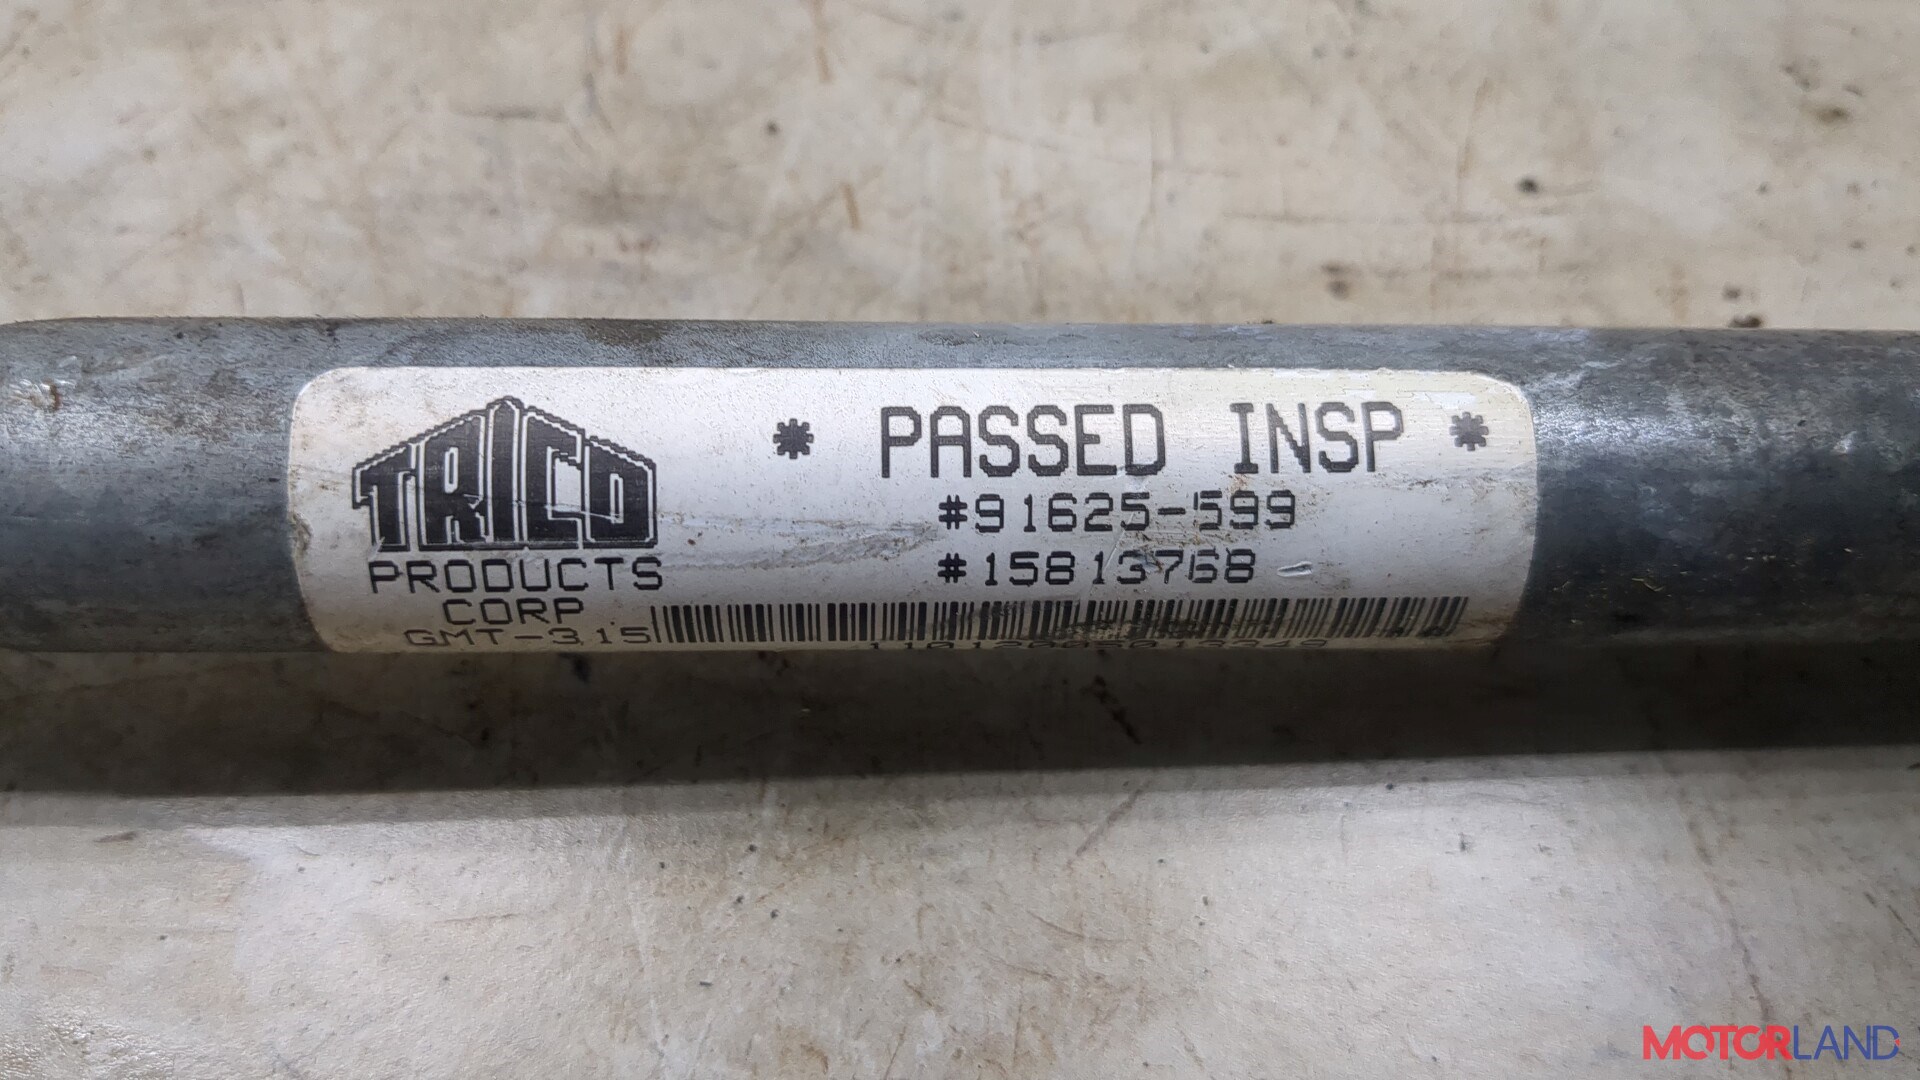 TRICO
PRODUCTS
CORP
GMT-315
* PASSED INSP *
#91625-599
#15813768
MOTORLAND